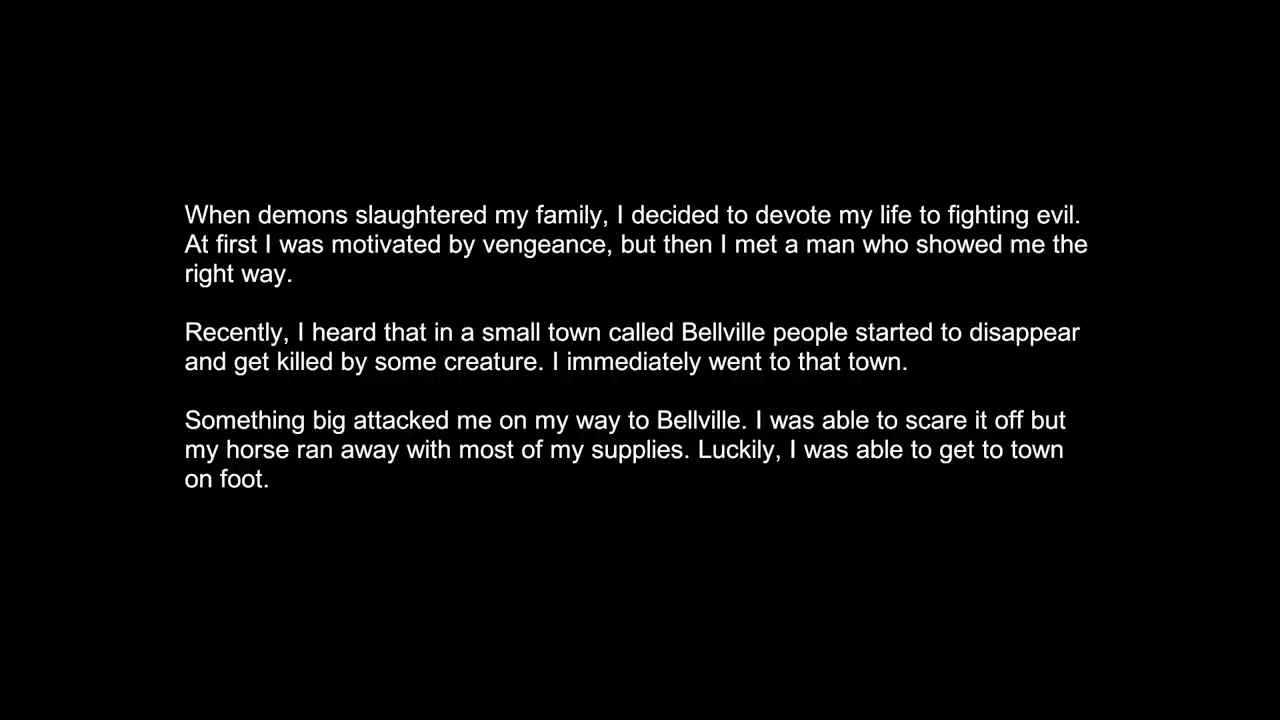 When demons slaughtered my family, I decided to devote my life to fighting evil.
At first I was motivated by vengeance, but then I met a man who showed me the
right way.
Recently, I heard that in a small town called Bellville people started to disappear
and get killed by some creature. I immediately went to that town.
Something big attacked me on my way to Bellville. I was able to scare it off but
my horse ran away with most of my supplies. Luckily, I was able to get to town
on foot.